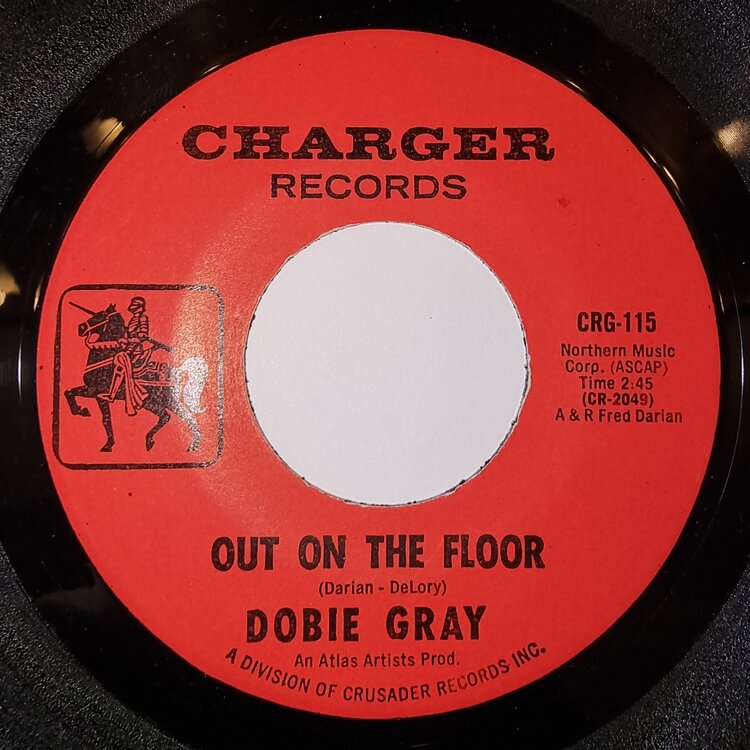 CHARGER
RECORDS
CRG-115
Northern Music
Corp. (ASCAP)
Time 2:45
(CR-2049)
A & R Fred Darian
OUT ON THE FLOOR
(Darian - DeLory)
DOBIE GRAY
An Atlas Artists Prod.
A DIVISION OF CRUSADER RECORDS INC.